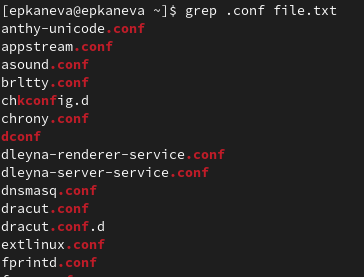 [epkaneva@epkaneva ~]$ grep .conf file.txt
anthy-unicode.conf
appstream.conf
asound.conf
brltty.conf
chkconfig.d
chrony.conf
dconf
dleyna-renderer-service.conf
dleyna-server-service.conf
dnsmasq.conf
dracut.conf
dracut.conf.d
extlinux.conf
fprintd.conf